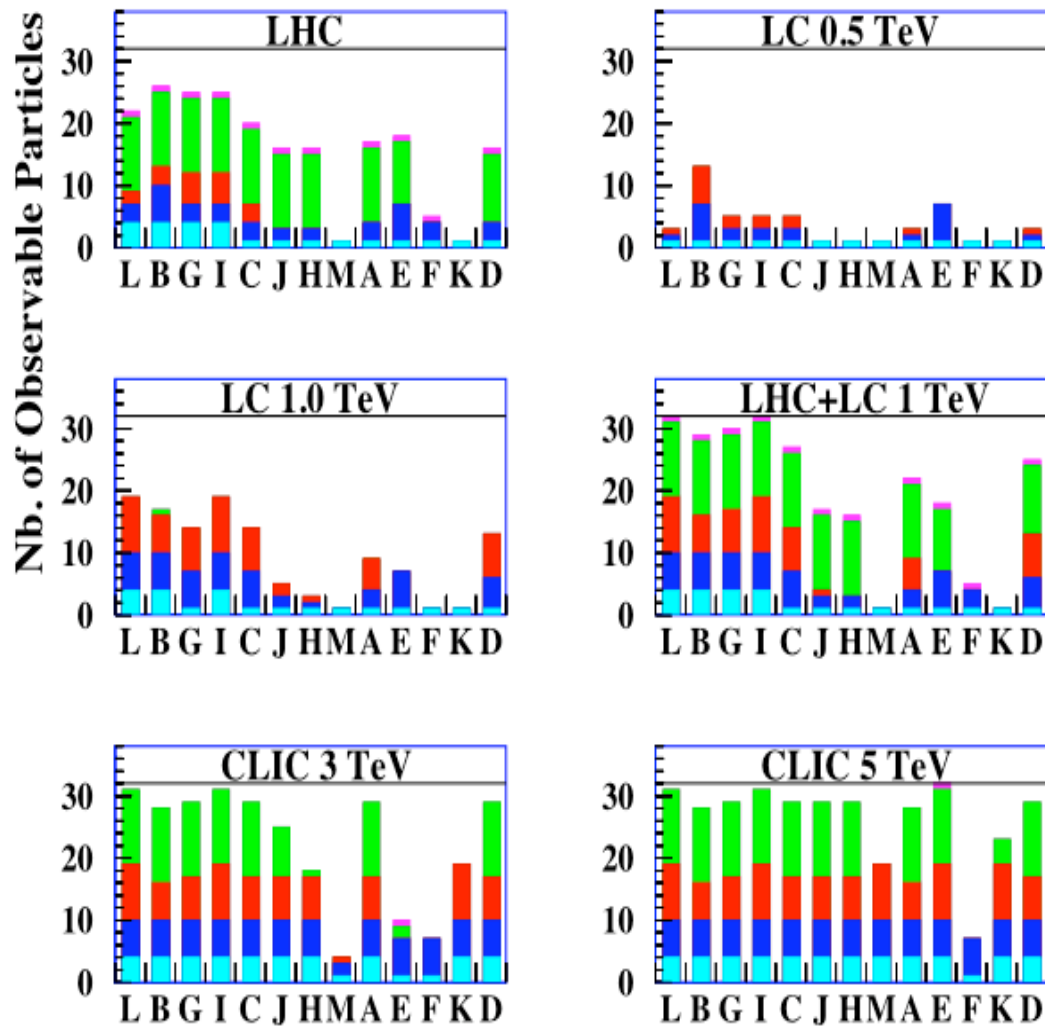 Nb. of Observable Particles
LHC
30
20
10
0
L B G I C J H M A E F K D
LC 0.5 TeV
30
20
10
0
L B G I C J H M A E F K D
LC 1.0 TeV
30
20
10
0
L B G I C J H M A E F K D
LHC+LC 1 TeV
30
20
10
0
L B G I C J H M A E F K D
CLIC 3 TeV
30
20
10
0
L B G I C J H M A E F K D
CLIC 5 TeV
30
20
10
0
L B G I C J H M A E F K D